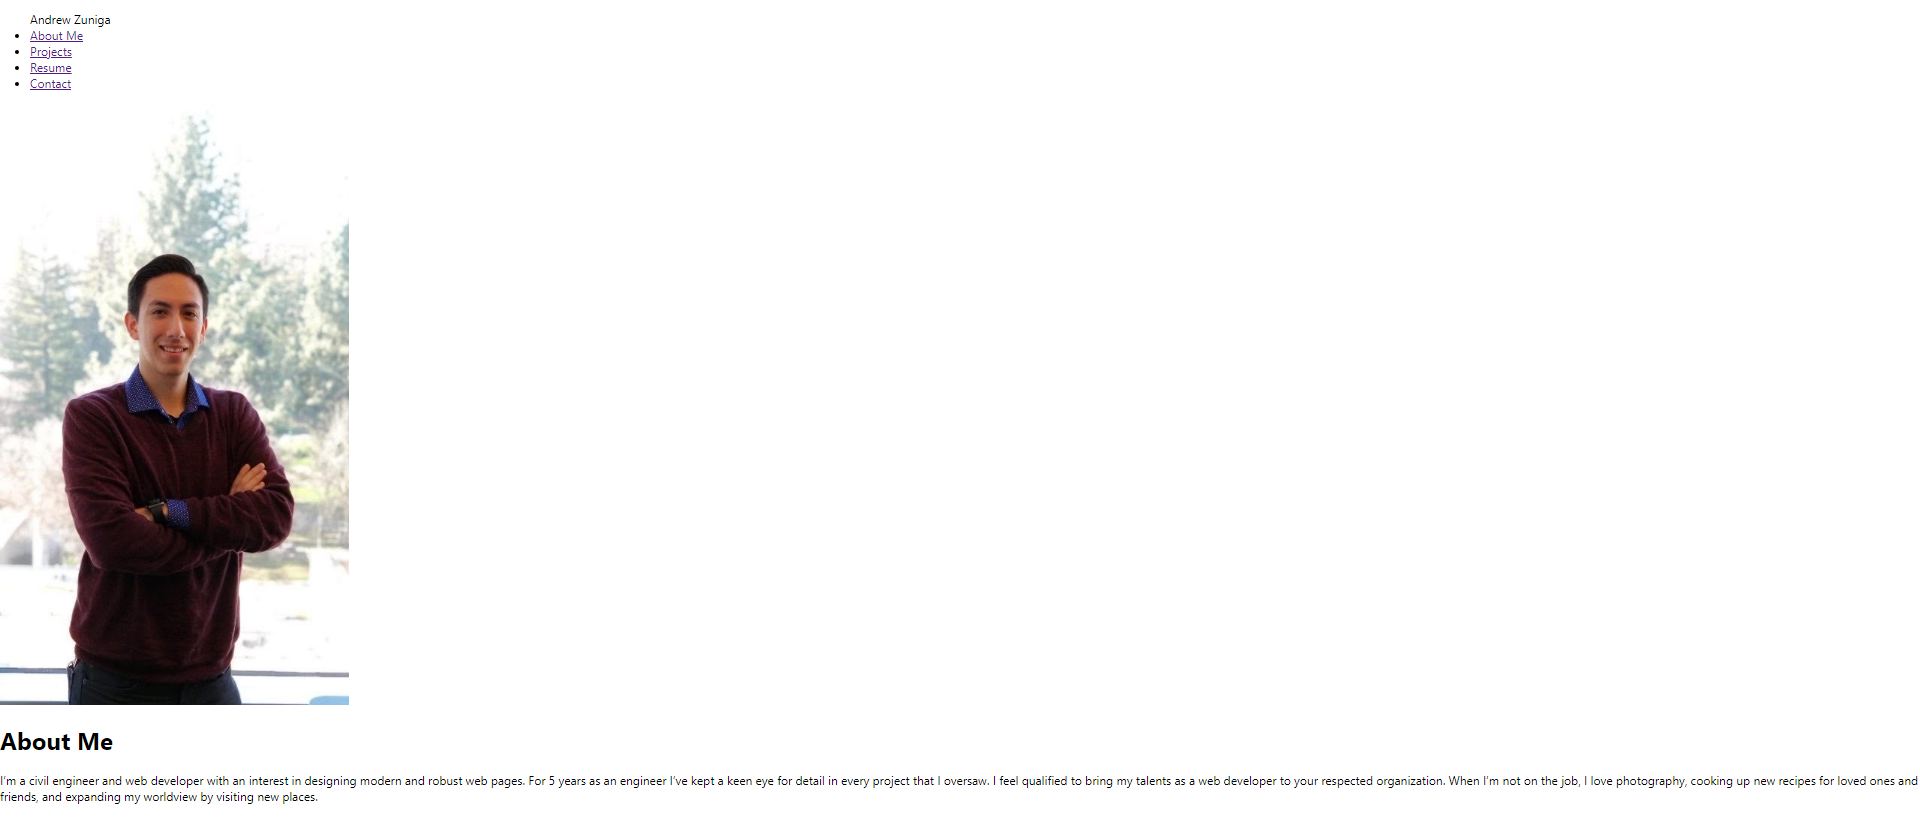 Andrew Zuniga
About Me
Projects
Resume
Contact
About Me
I'm a civil engineer and web developer with an interest in designing modern and robust web pages. For 5 years as an engineer I've kept a keen eye for detail in every project that I oversaw. I feel qualified to bring my talents as a web developer to your respected organization. When I'm not on the job, I love photography, cooking up new recipes for loved ones and
friends, and expanding my worldview by visiting new places.